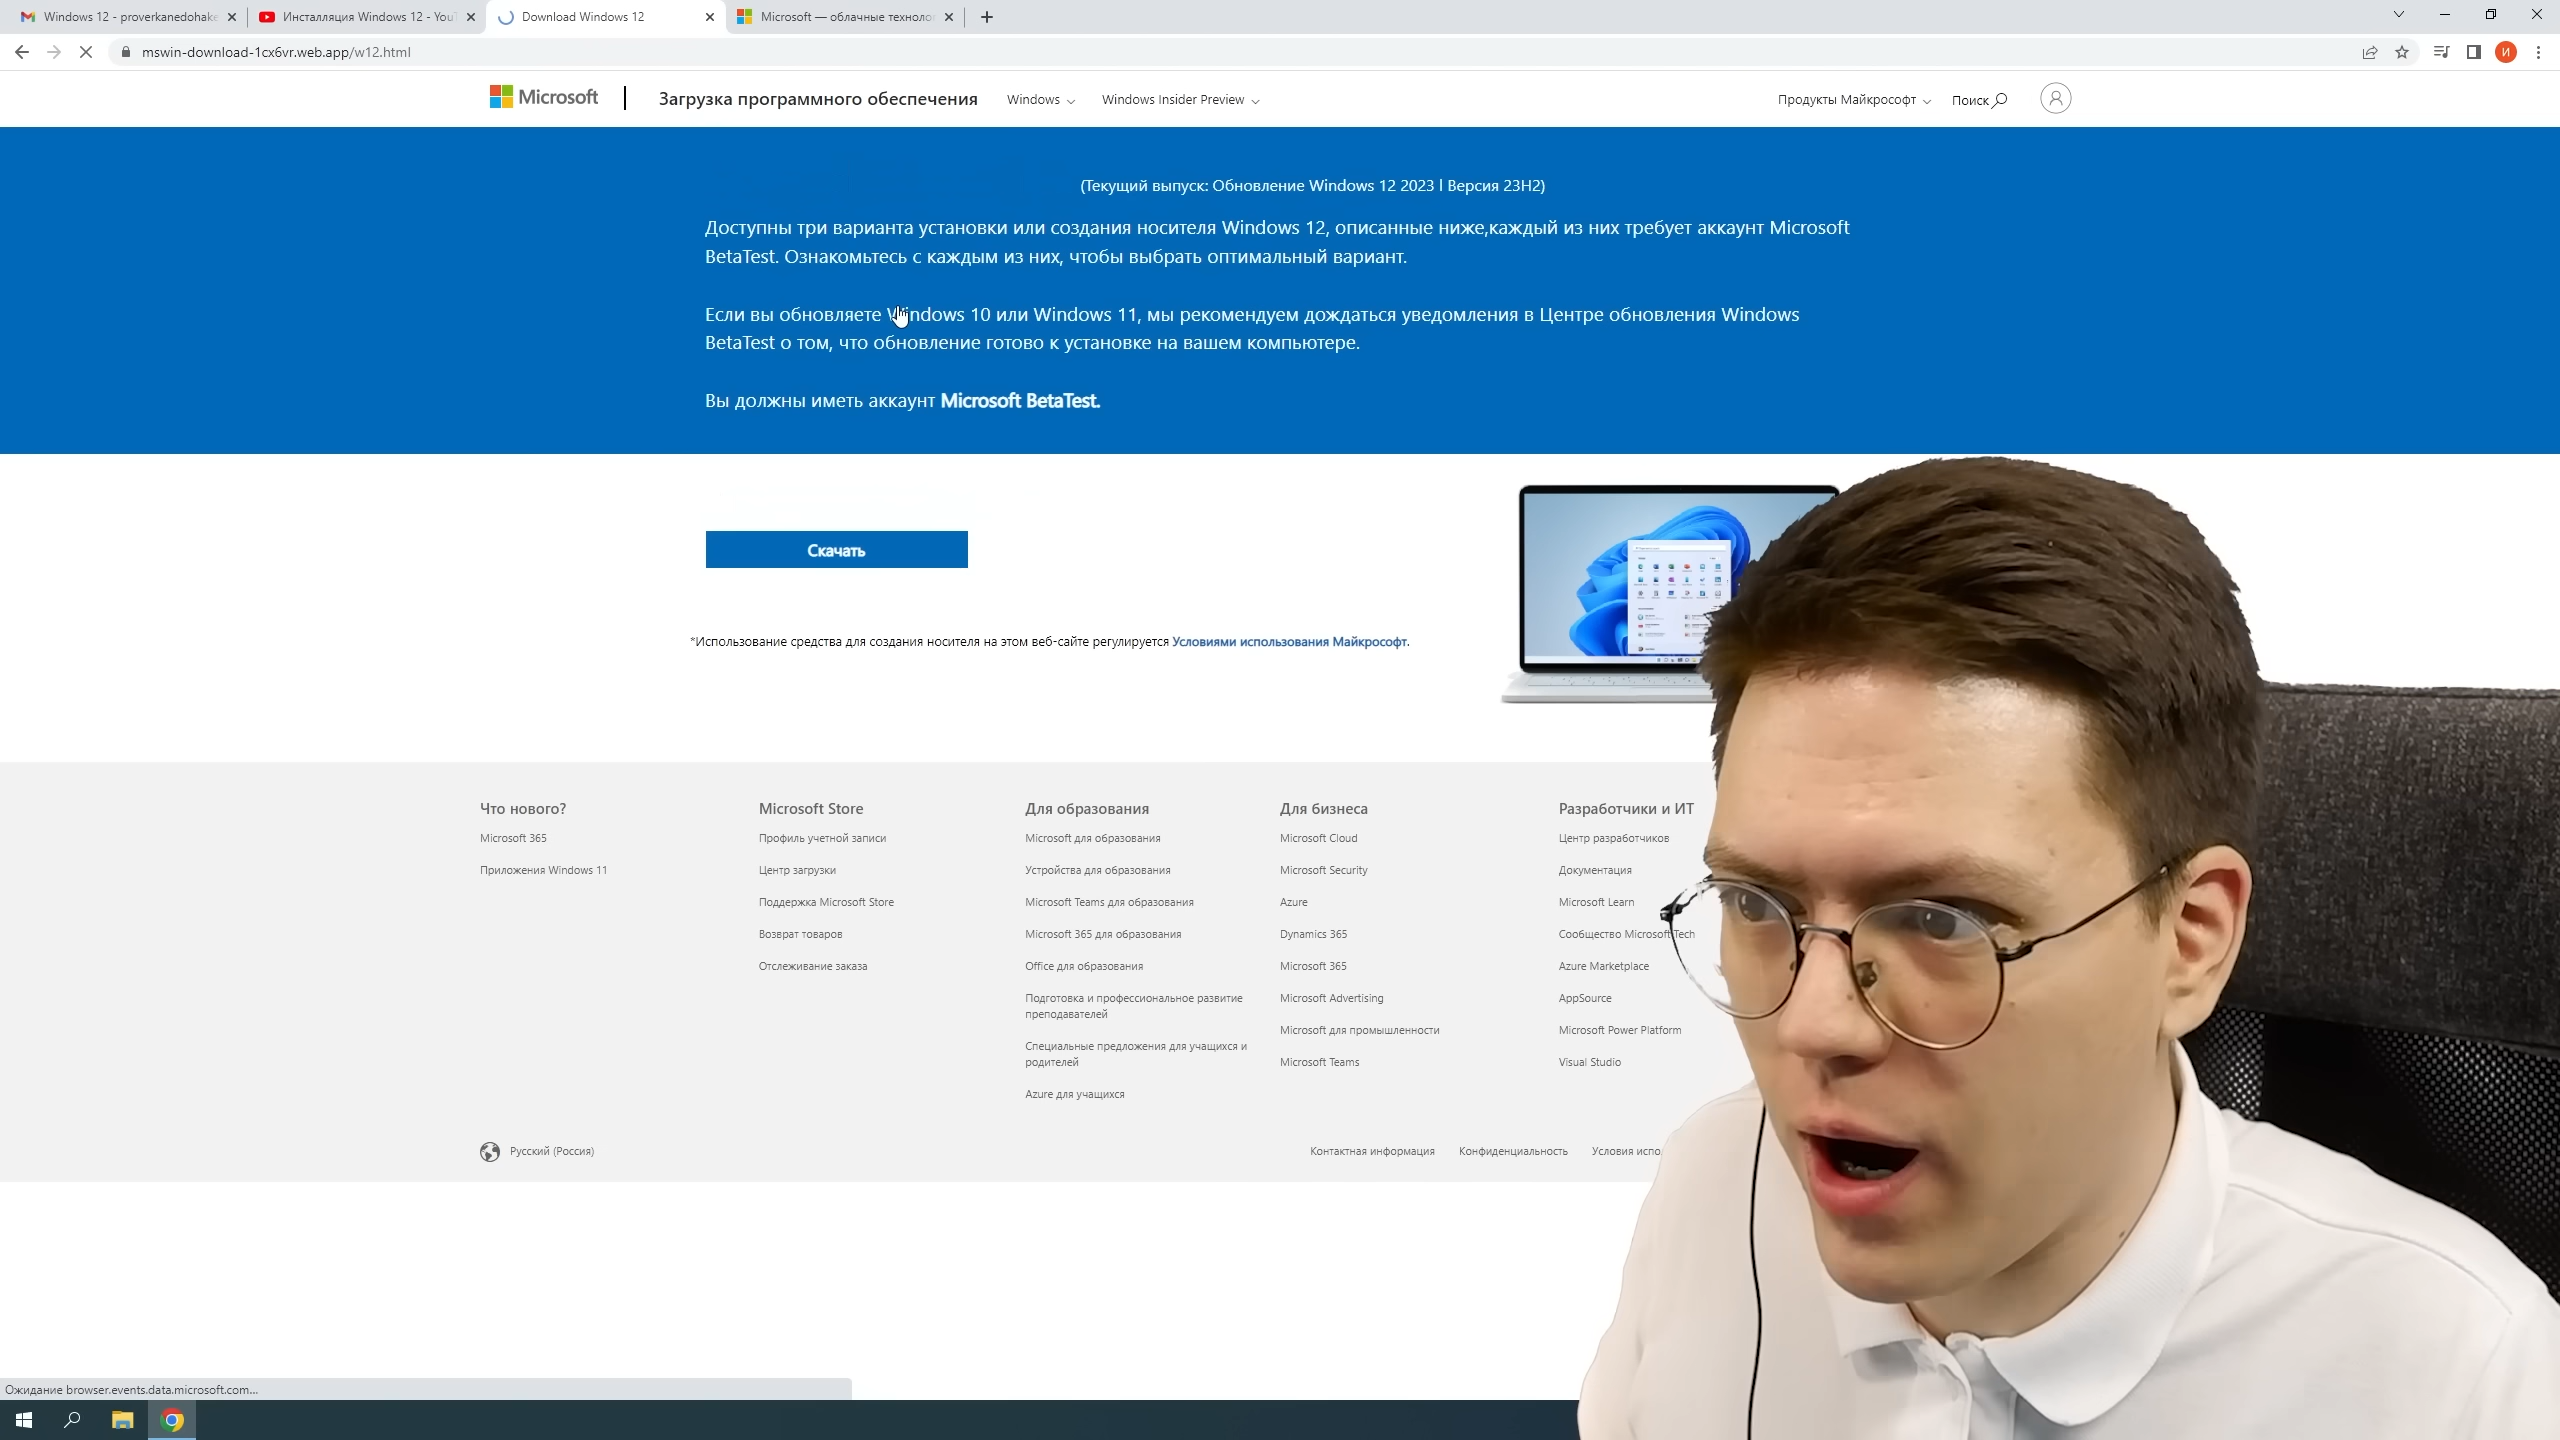 Windows 12 - proverkanedohake
Инсталляция Windows 12 - YouT
Download Windows 12
Microsoft — облачные технолог
mswin-download-1cx6vr.web.app/w12.html
И
Microsoft
Загрузка программного обеспечения
Windows
Windows Insider Preview
Продукты Майкрософт
Поиск
(Текущий выпуск: Обновление Windows 12 2023 l Версия 23H2)
Доступны три варианта установки или создания носителя Windows 12, описанные ниже,каждый из них требует аккаунт Microsoft
BetaTest. Ознакомьтесь с каждым из них, чтобы выбрать оптимальный вариант.
Если вы обновляете Windows 10 или Windows 11, мы рекомендуем дождаться уведомления в Центре обновления Windows
BetaTest о том, что обновление готово к установке на вашем компьютере.
Вы должны иметь аккаунт Microsoft BetaTest.
Скачать
*Использование средства для создания носителя на этом веб-сайте регулируется Условиями использования Майкрософт.
Что нового?
Microsoft 365
Приложения Windows 11
Microsoft Store
Профиль учетной записи
Центр загрузки
Поддержка Microsoft Store
Возврат товаров
Отслеживание заказа
Для образования
Microsoft для образования
Устройства для образования
Microsoft Teams для образования
Microsoft 365 для образования
Office для образования
Подготовка и профессиональное развитие
преподавателей
Специальные предложения для учащихся и
родителей
Azure для учащихся
Для бизнеса
Microsoft Cloud
Microsoft Security
Azure
Dynamics 365
Microsoft 365
Microsoft Advertising
Microsoft для промышленности
Microsoft Teams
Разработчики и ИТ
Центр разработчиков
Документация
Microsoft Learn
Сообщество Microsoft Tech
Azure Marketplace
AppSource
Microsoft Power Platform
Visual Studio
Русский (Россия)
Контактная информация
Конфиденциальность
Условия испо
Ожидание browser.events.data.microsoft.com...